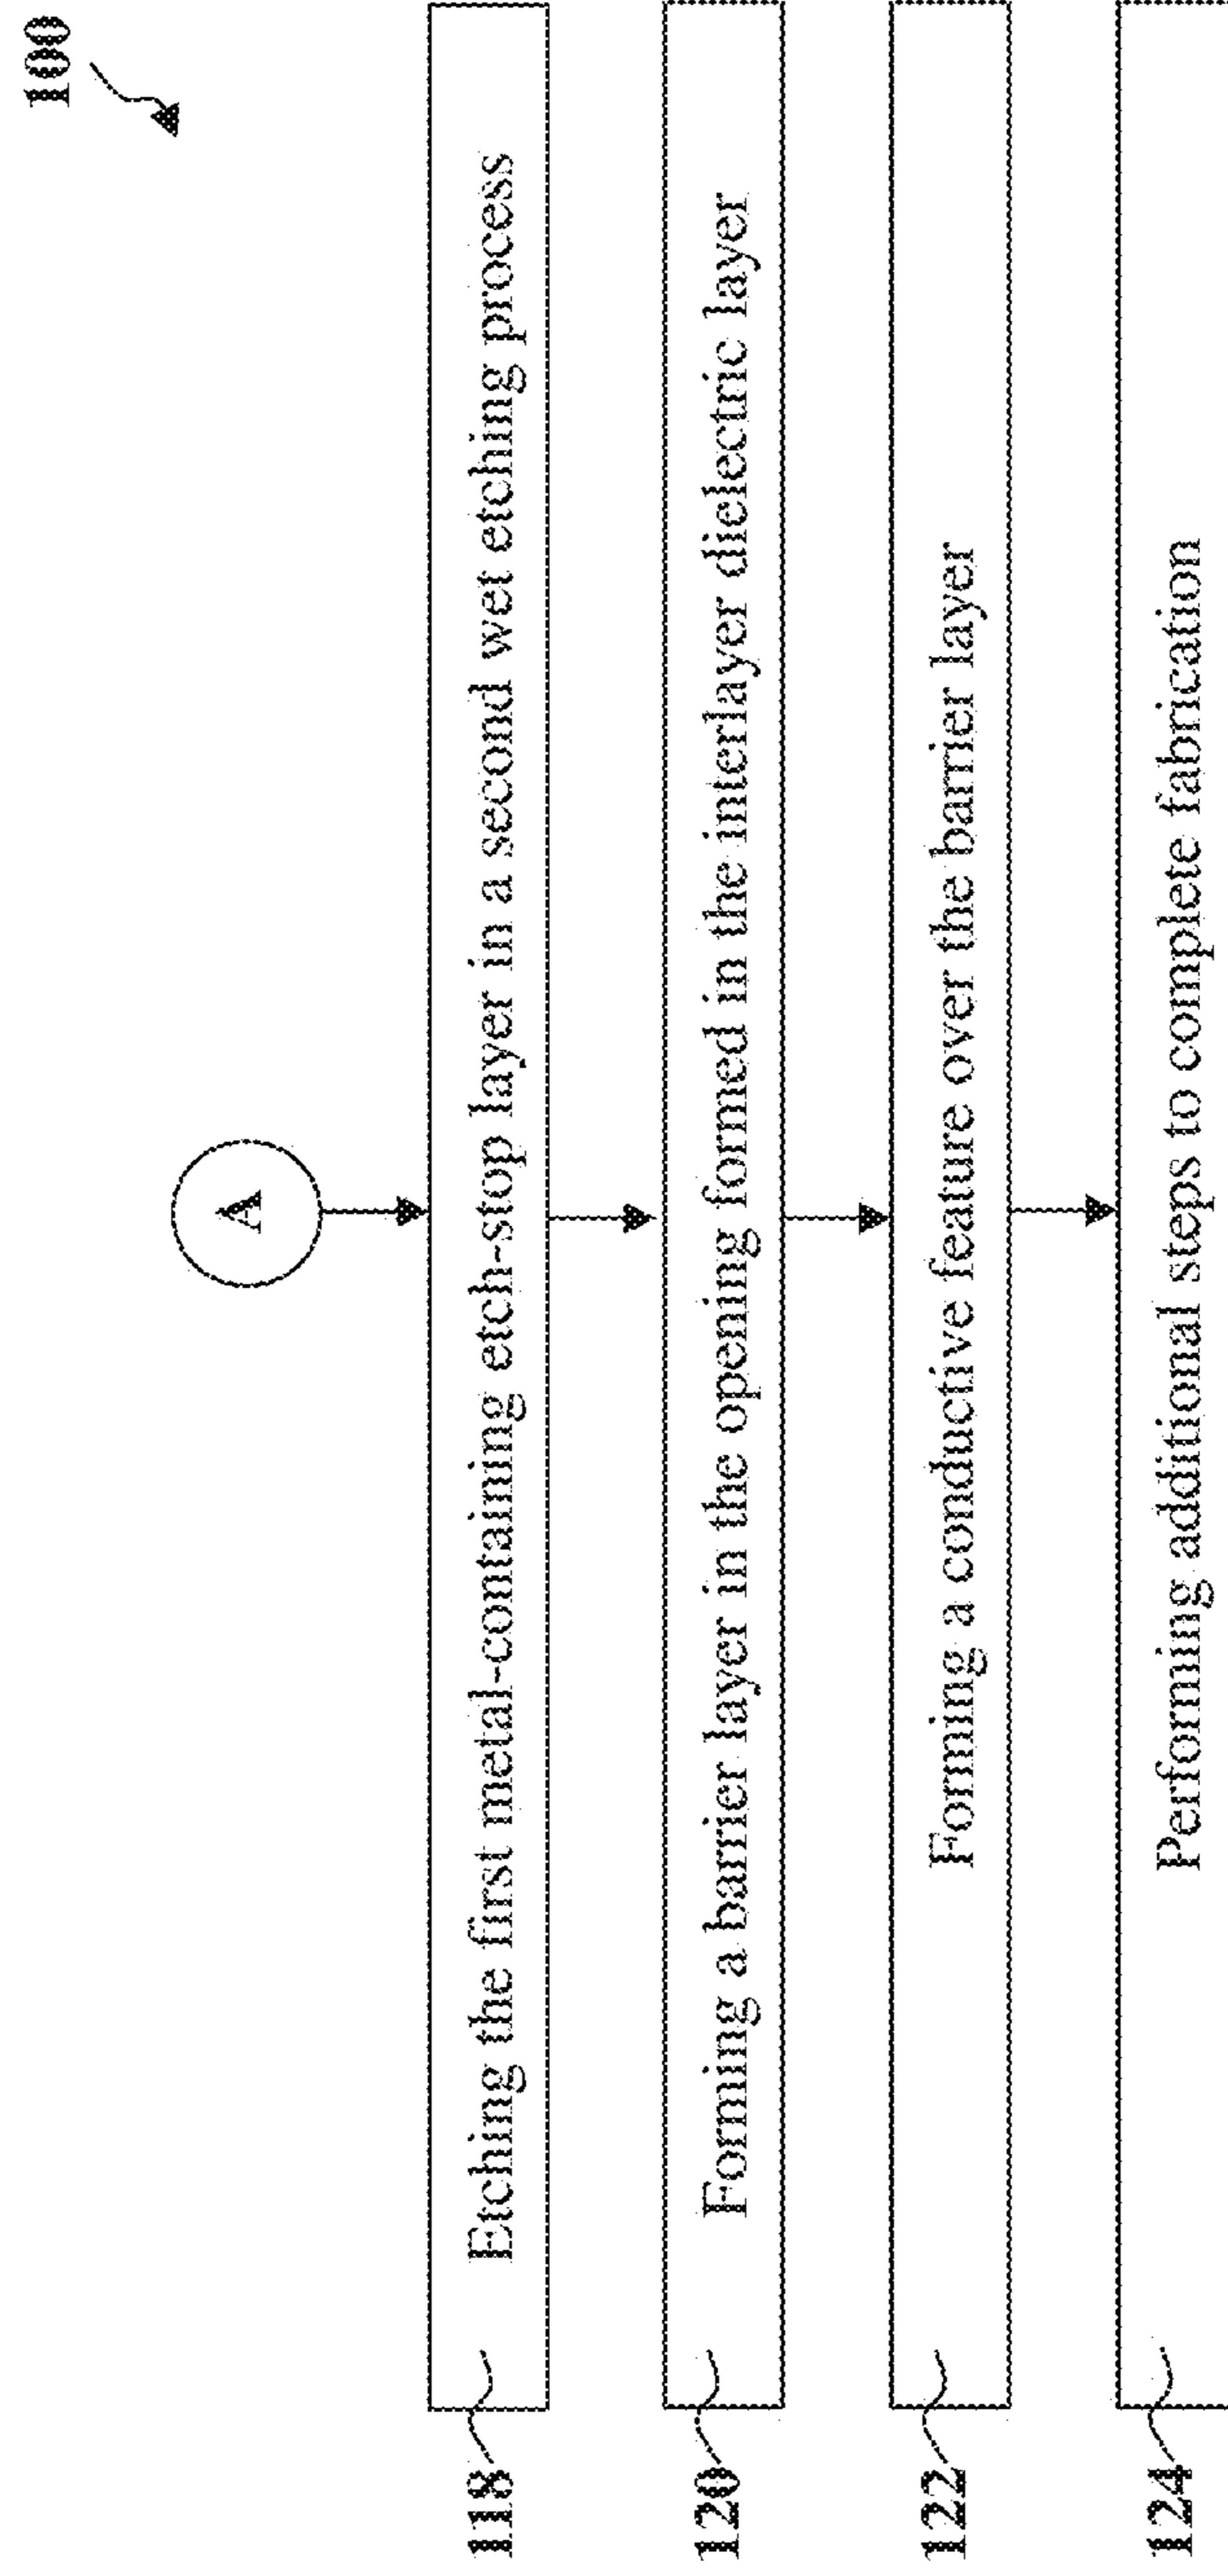 100
A
118
Etching the first metal-containing etch-stop layer in a second wet etching process
120
Forming a barrier layer in the opening formed in the interlayer dielectric layer
122
Forming a conductive feature over the barrier layer
124
Performing additional steps to complete fabrication